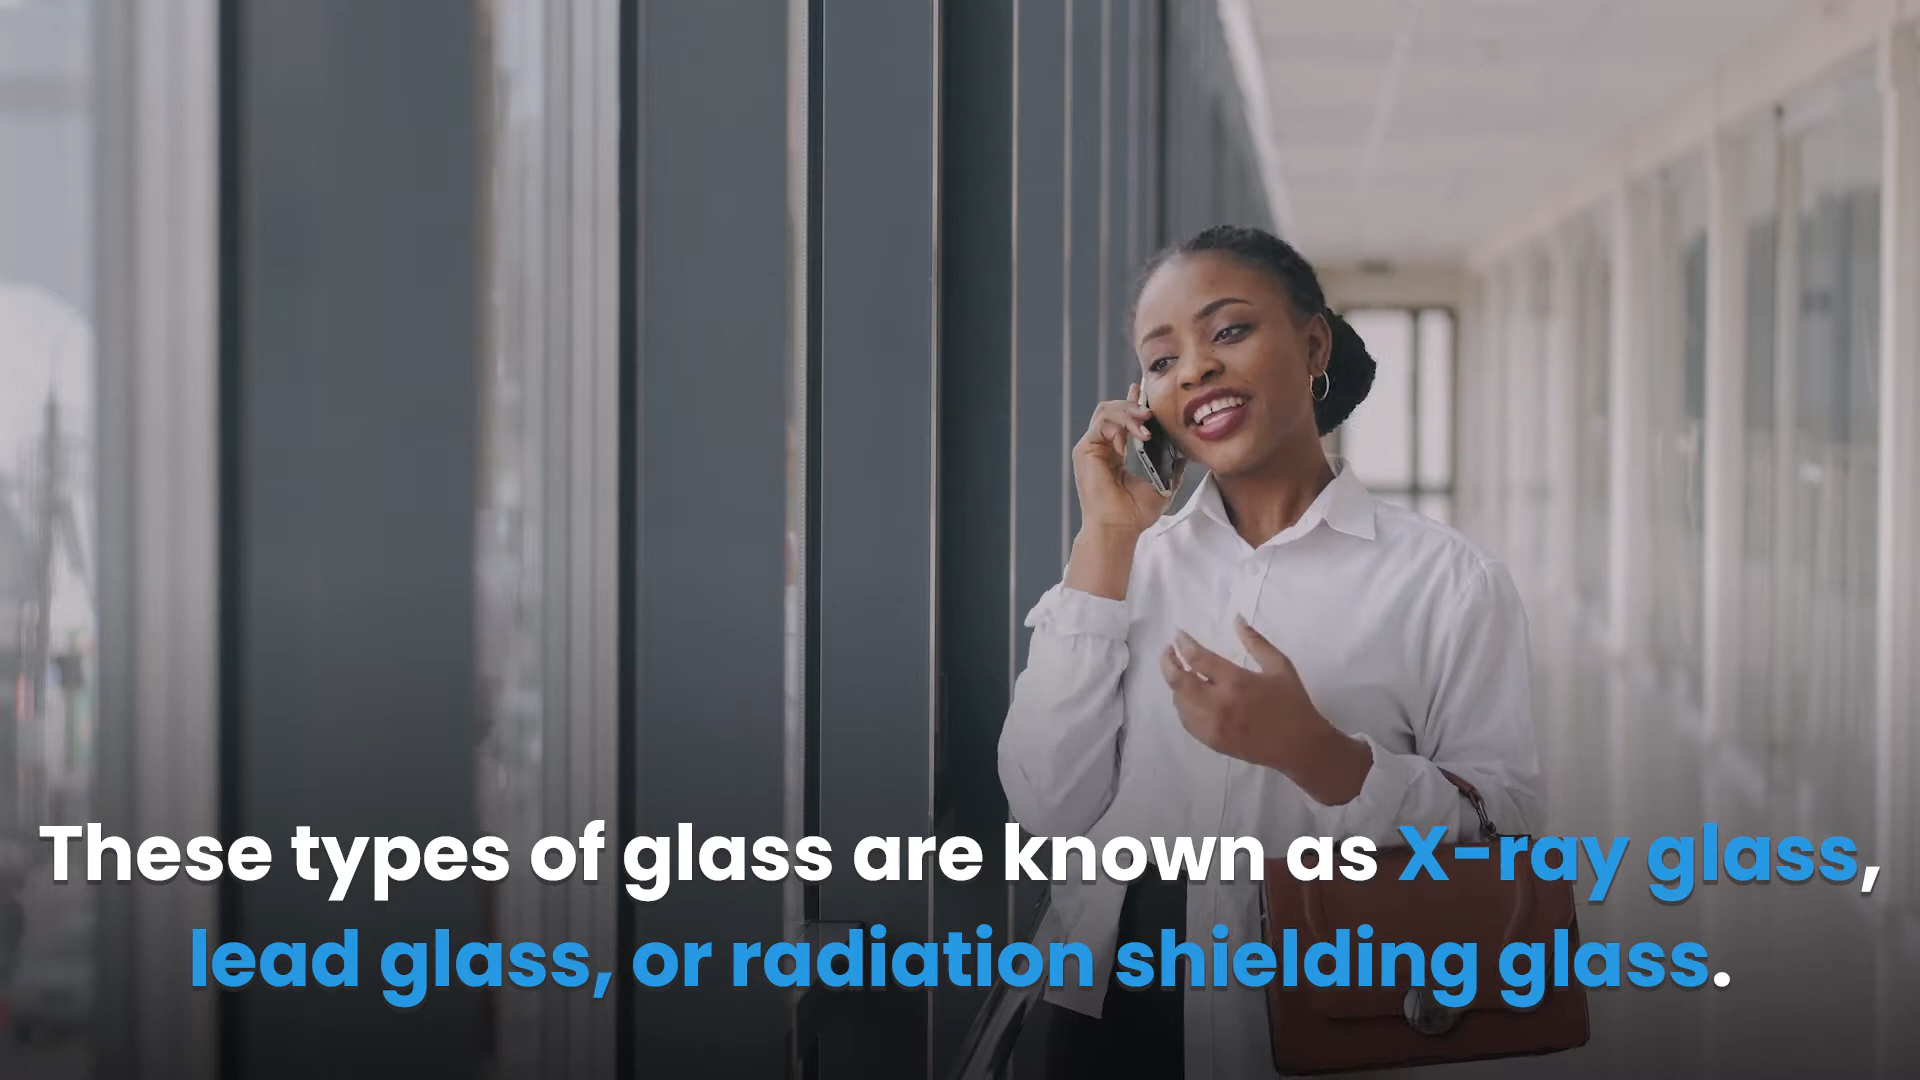 These types of glass are known as X-ray glass,
lead glass, or radiation shielding glass.